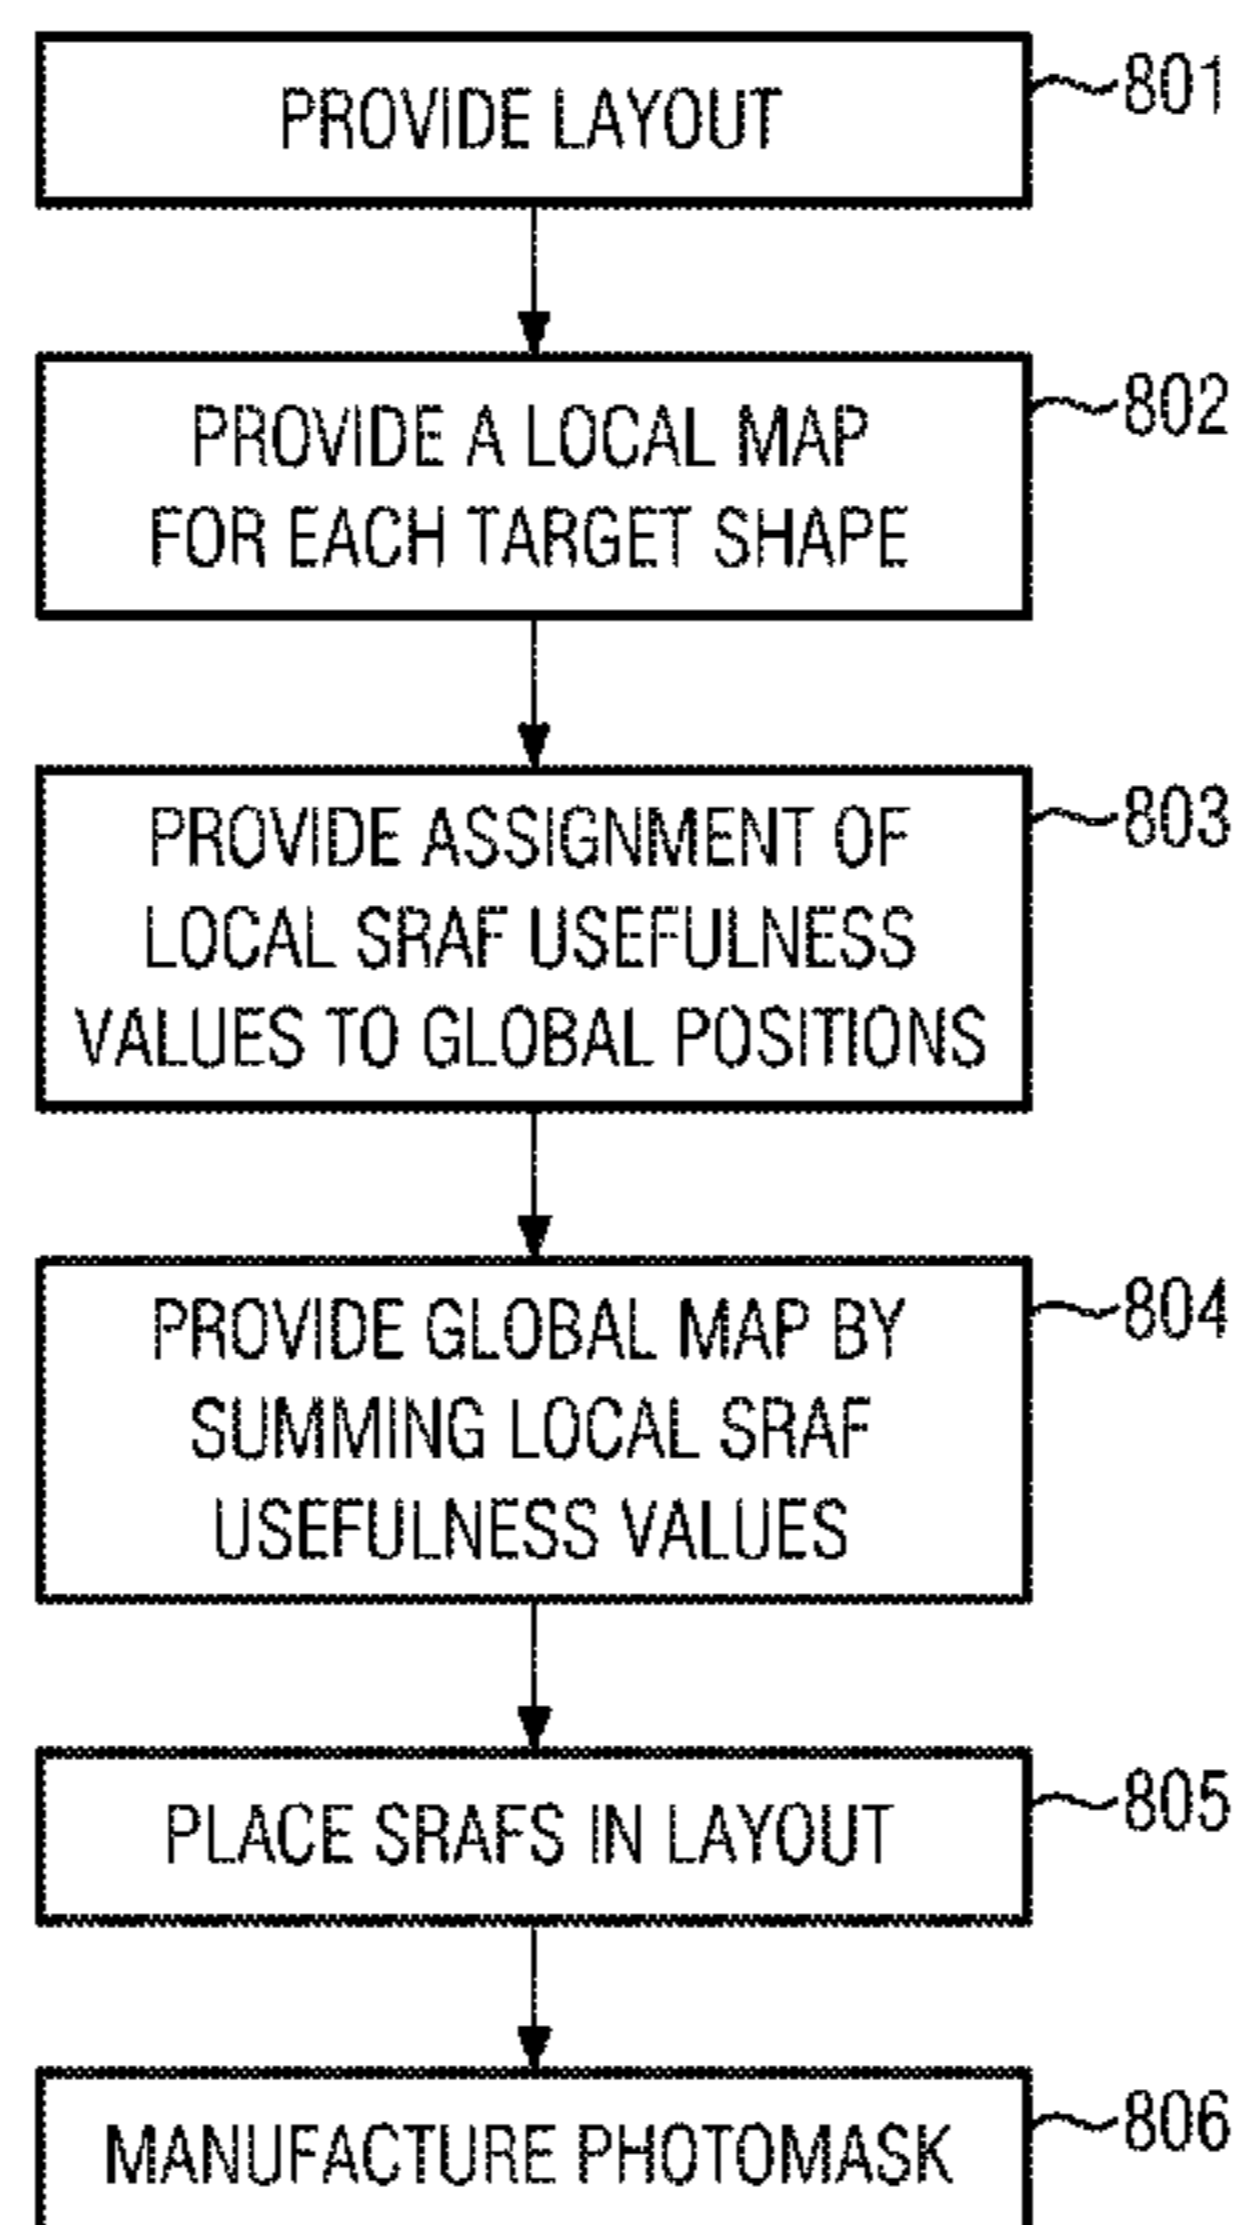 PROVIDE LAYOUT
801
PROVIDE A LOCAL MAP
FOR EACH TARGET SHAPE
802
PROVIDE ASSIGNMENT OF
LOCAL SRAF USEFULNESS
VALUES TO GLOBAL POSITIONS
803
PROVIDE GLOBAL MAP BY
SUMMING LOCAL SRAF
USEFULNESS VALUES
804
PLACE SRAFS IN LAYOUT
805
MANUFACTURE PHOTOMASK
806